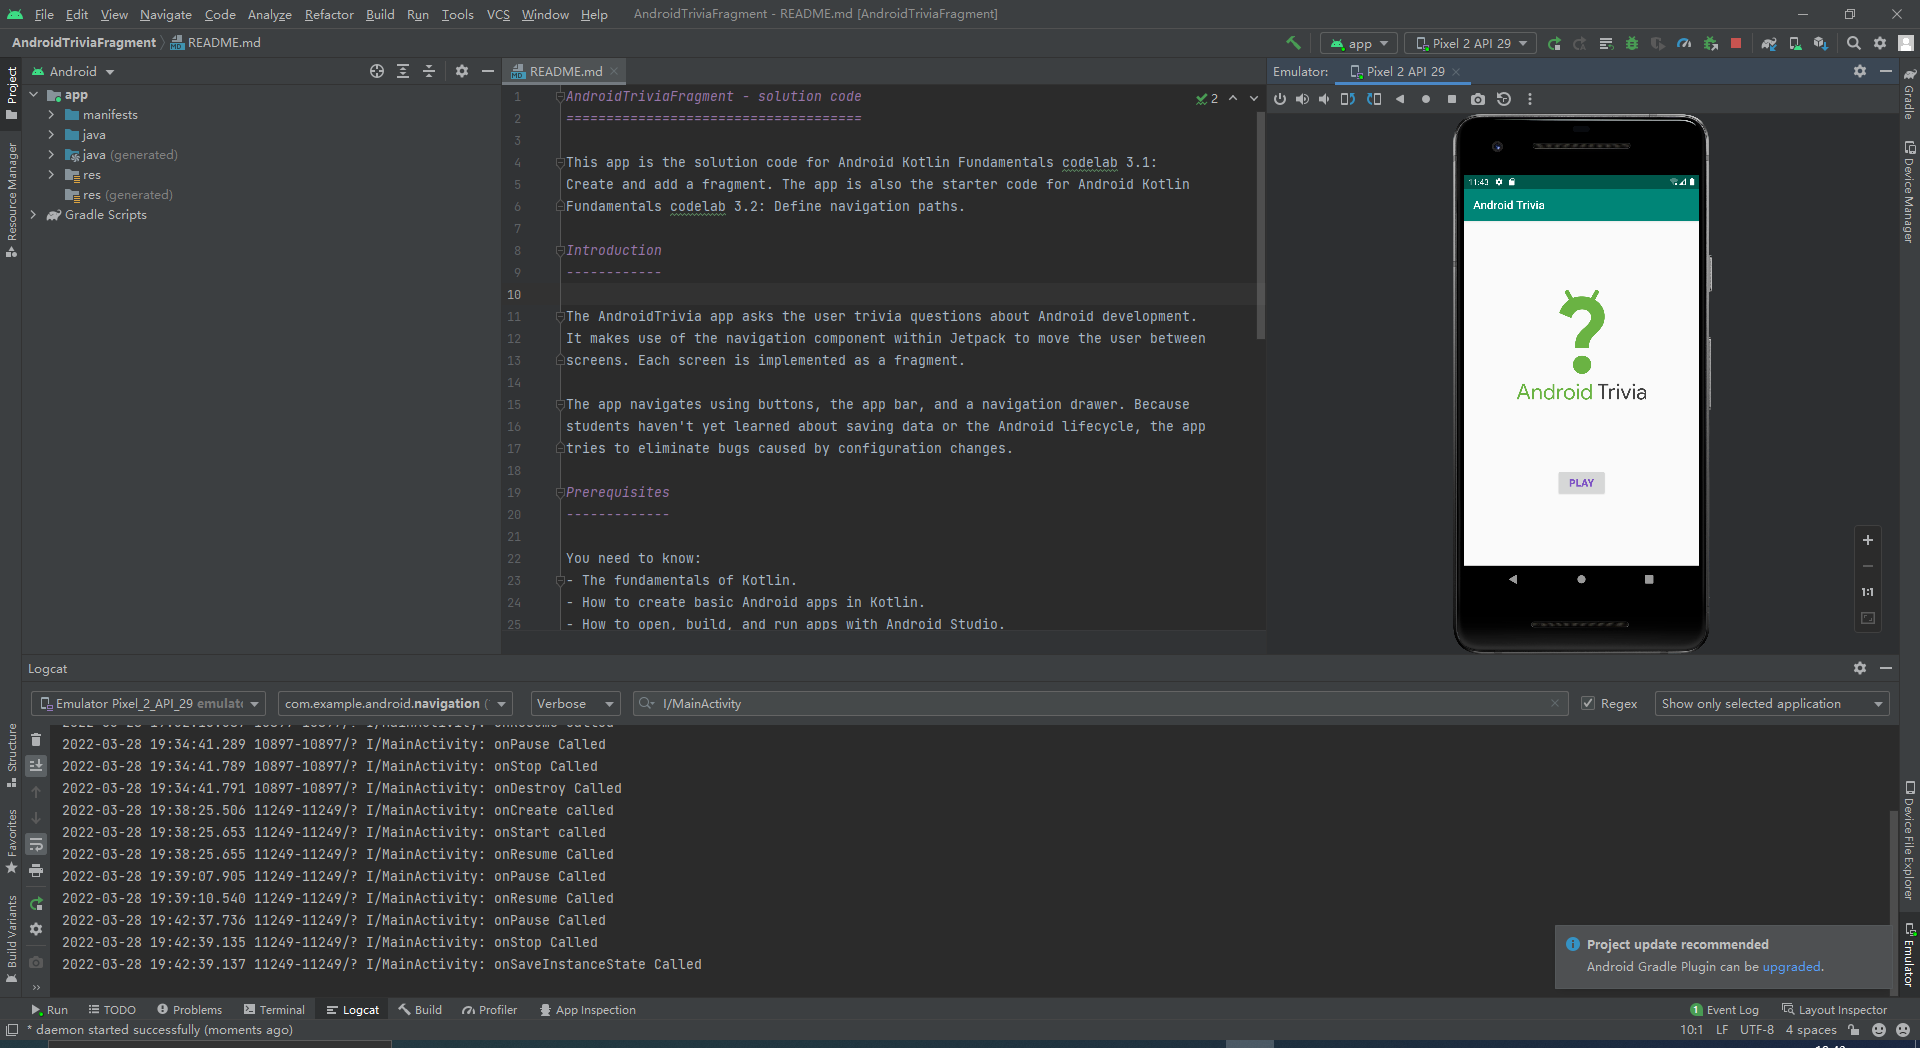 File Edit View Navigate Code Analyze Refactor Build Run Tools VCS Window Help AndroidTriviaFragment - README.md [AndroidTriviaFragment]
AndroidTriviaFragment README.md app Pixel 2 API 29
Project
Resource Manager
Structure
Favorites
Build Variants
Android
app
manifests
java
java (generated)
res
res (generated)
Gradle Scripts
README.md
2
1 AndroidTriviaFragment - solution code
2 =====================================
3
4 This app is the solution code for Android Kotlin Fundamentals codelab 3.1:
5 Create and add a fragment. The app is also the starter code for Android Kotlin
6 Fundamentals codelab 3.2: Define navigation paths.
7
8 Introduction
9 ------------
10
11 The AndroidTrivia app asks the user trivia questions about Android development.
12 It makes use of the navigation component within Jetpack to move the user between
13 screens. Each screen is implemented as a fragment.
14
15 The app navigates using buttons, the app bar, and a navigation drawer. Because
16 students haven't yet learned about saving data or the Android lifecycle, the app
17 tries to eliminate bugs caused by configuration changes.
18
19 Prerequisites
20 -------------
21
22 You need to know:
23 - The fundamentals of Kotlin.
24 - How to create basic Android apps in Kotlin.
25 - How to open, build, and run apps with Android Studio.
Emulator: Pixel 2 API 29
11:43
Android Trivia
?
Android Trivia
PLAY
1:1
Gradle
Device Manager
Device File Explorer
Emulator
Logcat
Emulator Pixel_2_API_29 emulat com.example.android.navigation ( Verbose I/MainActivity Regex Show only selected application
2022-03-28 19:34:41.289 10897-10897/? I/MainActivity: onPause Called
2022-03-28 19:34:41.789 10897-10897/? I/MainActivity: onStop Called
2022-03-28 19:34:41.791 10897-10897/? I/MainActivity: onDestroy Called
2022-03-28 19:38:25.506 11249-11249/? I/MainActivity: onCreate called
2022-03-28 19:38:25.653 11249-11249/? I/MainActivity: onStart called
2022-03-28 19:38:25.655 11249-11249/? I/MainActivity: onResume Called
2022-03-28 19:39:07.905 11249-11249/? I/MainActivity: onPause Called
2022-03-28 19:39:10.540 11249-11249/? I/MainActivity: onResume Called
2022-03-28 19:42:37.736 11249-11249/? I/MainActivity: onPause Called
2022-03-28 19:42:39.135 11249-11249/? I/MainActivity: onStop Called
2022-03-28 19:42:39.137 11249-11249/? I/MainActivity: onSaveInstanceState Called
Project update recommended
Android Gradle Plugin can be upgraded.
Run TODO Problems Terminal Logcat Build Profiler App Inspection 1 Event Log Layout Inspector
* daemon started successfully (moments ago) 10:1 LF UTF-8 4 spaces